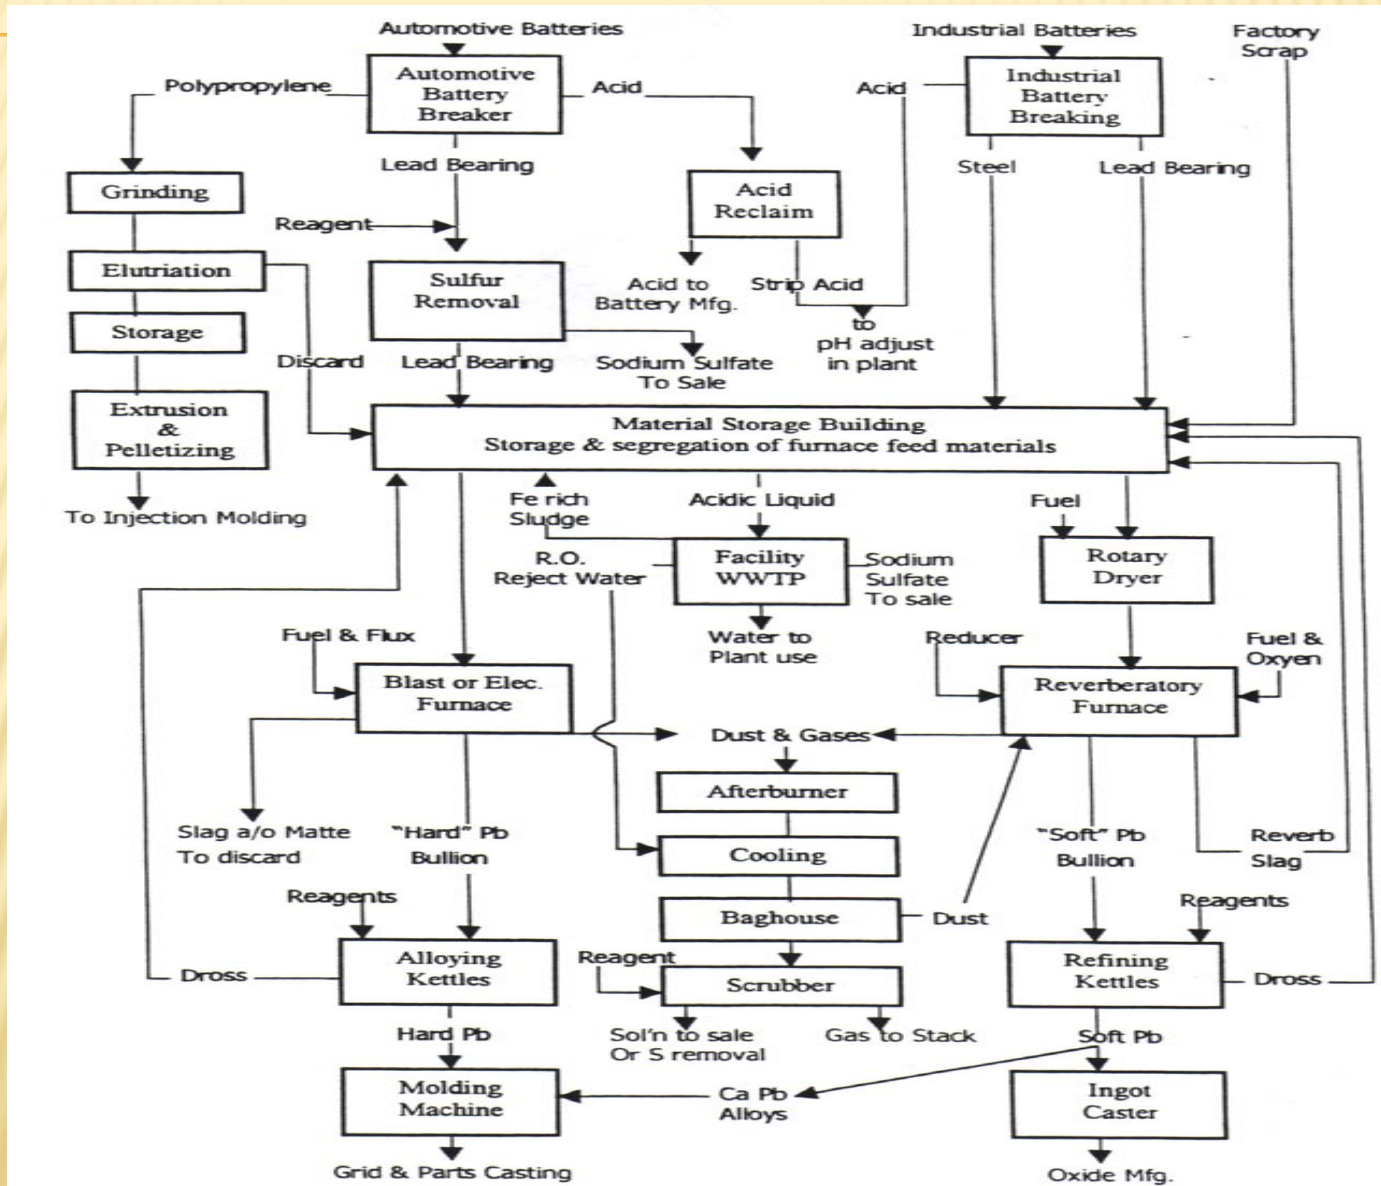 Automotive Batteries
Industrial Batteries
Factory
Scrap
Polypropylene
Automotive
Battery
Breaker
Acid
Acid
Industrial
Battery
Breaking
Lead Bearing
Steel
Lead Bearing
Grinding
Acid
Reclaim
Reagent
Elutriation
Sulfur
Removal
Acid to
Battery Mfg.
Strip Acid
Storage
to
pH adjust
in plant
Discard
Lead Bearing
Sodium Sulfate
To Sale
Extrusion
&
Pelletizing
Material Storage Building
Storage & segregation of furnace feed materials
To Injection Molding
Fe rich
Sludge
Acidic Liquid
Fuel
R.O.
Reject Water
Facility
WWTP
Sodium
Sulfate
To sale
Rotary
Dryer
Fuel & Flux
Water to
Plant use
Reducer
Fuel &
Oxyen
Blast or Elec.
Furnace
Reverberatory
Furnace
Dust & Gases
Afterburner
Slag a/o Matte
To discard
"Hard" Pb
Bullion
Cooling
"Soft" Pb
Bullion
Reverb
Slag
Reagents
Baghouse
Dust
Reagents
Alloying
Kettles
Dross
Reagent
Scrubber
Refining
Kettles
Dross
Hard Pb
Sol'n to sale
Or S removal
Gas to Stack
Soft Pb
Molding
Machine
Ca Pb
Alloys
Ingot
Caster
Grid & Parts Casting
Oxide Mfg.